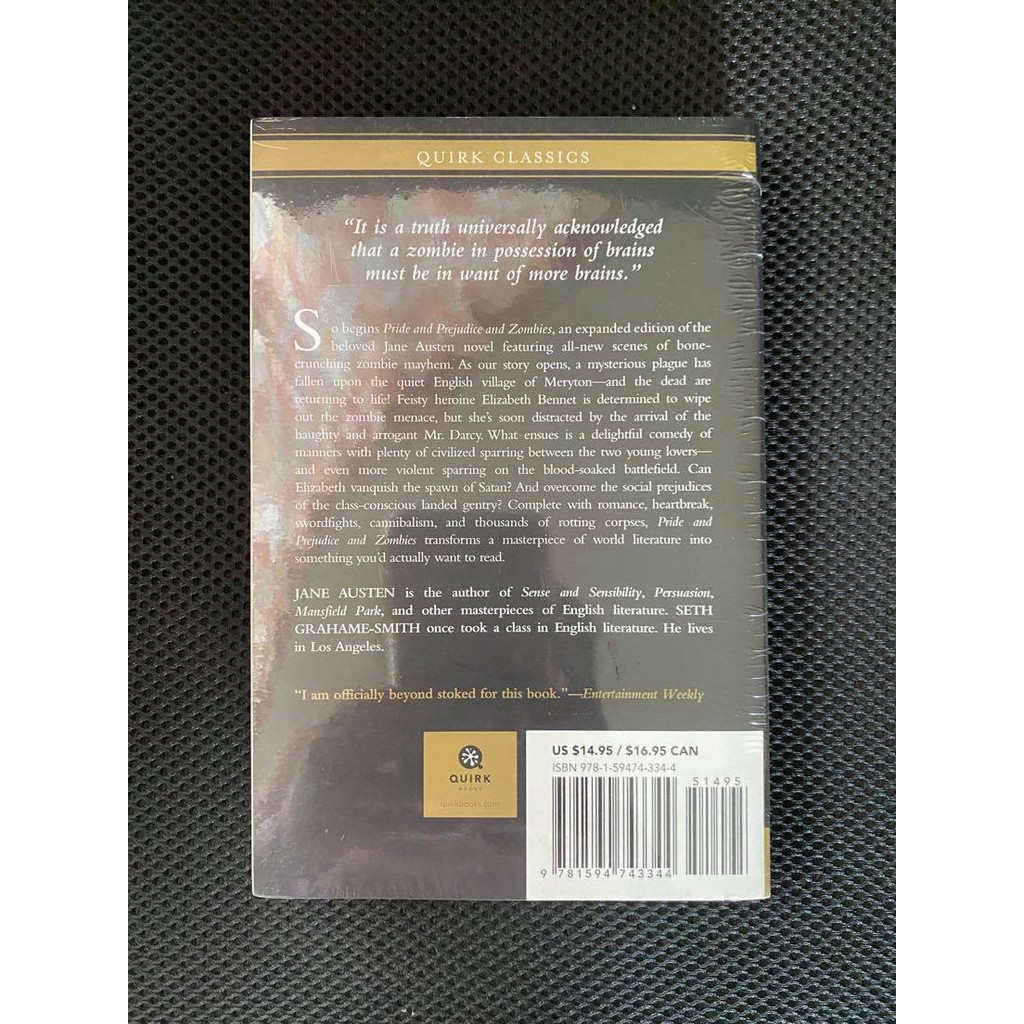 QUIRK CLASSICS
“It is a truth universally acknowledged
that a zombie in possession of brains
must be in want of more brains.”
So begins Pride and Prejudice and Zombies, an expanded edition of the
beloved Jane Austen novel featuring all-new scenes of bone-
crunching zombie mayhem. As our story opens, a mysterious plague has
fallen upon the quiet English village of Meryton—and the dead are
returning to life! Feisty heroine Elizabeth Bennet is determined to wipe
out the zombie menace, but she’s soon distracted by the arrival of the
haughty and arrogant Mr. Darcy. What ensues is a delightful comedy of
manners with plenty of civilized sparring between the two young lovers—
and even more violent sparring on the blood-soaked battlefield. Can
Elizabeth vanquish the spawn of Satan? And overcome the social prejudices
of the class-conscious landed gentry? Complete with romance, heartbreak,
swordfights, cannibalism, and thousands of rotting corpses, Pride and
Prejudice and Zombies transforms a masterpiece of world literature into
something you’d actually want to read.
JANE AUSTEN is the author of Sense and Sensibility, Persuasion,
Mansfield Park, and other masterpieces of English literature. SETH
GRAHAME-SMITH once took a class in English literature. He lives
in Los Angeles.
“I am officially beyond stoked for this book.”—Entertainment Weekly
QUIRK
BOOKS
quirkbooks.com
US $14.95 / $16.95 CAN
ISBN 978-1-59474-334-4
51495
9 781594 743344